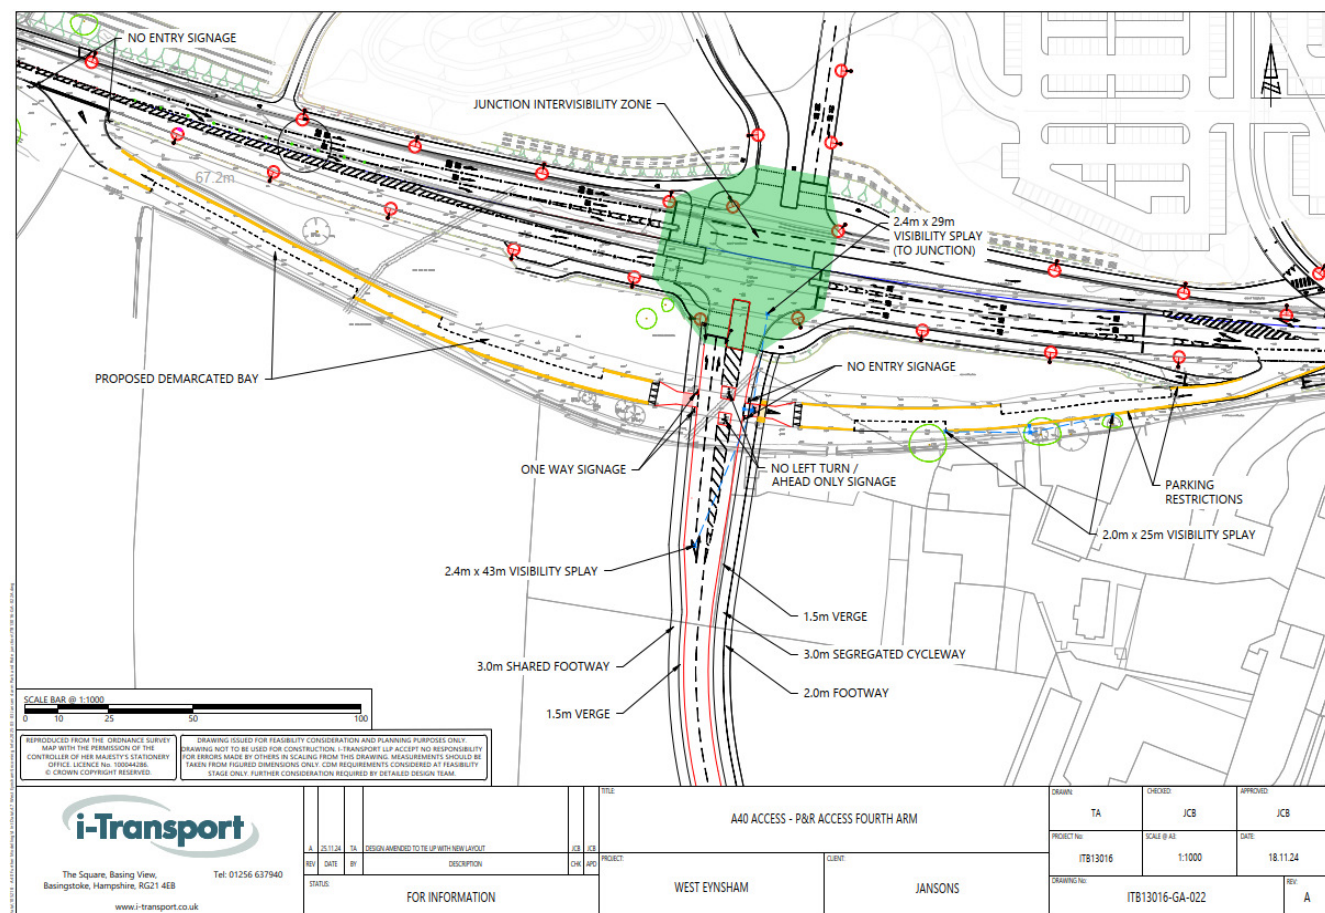 NO ENTRY SIGNAGE
JUNCTION INTERVISIBILITY ZONE
67.2m
2.4m x 29m
VISIBILITY SPLAY
(TO JUNCTION)
PROPOSED DEMARCATED BAY
NO ENTRY SIGNAGE
ONE WAY SIGNAGE
NO LEFT TURN /
AHEAD ONLY SIGNAGE
PARKING
RESTRICTIONS
2.0m x 25m VISIBILITY SPLAY
2.4m x 43m VISIBILITY SPLAY
1.5m VERGE
3.0m SHARED FOOTWAY
3.0m SEGREGATED CYCLEWAY
2.0m FOOTWAY
1.5m VERGE
SCALE BAR @ 1:1000
0 10 25 50 100
REPRODUCED FROM THE ORDNANCE SURVEY
MAP WITH THE PERMISSION OF THE
CONTROLLER OF HER MAJESTY'S STATIONERY
OFFICE. LICENCE No. 100044286.
© CROWN COPYRIGHT RESERVED.
DRAWING ISSUED FOR FEASIBILITY CONSIDERATION AND PLANNING PURPOSES ONLY.
DRAWING NOT TO BE USED FOR CONSTRUCTION. I-TRANSPORT LLP ACCEPT NO RESPONSIBILITY
FOR ERRORS MADE BY OTHERS IN SCALING FROM THIS DRAWING. MEASUREMENTS SHOULD BE
TAKEN FROM FIGURED DIMENSIONS ONLY. CDM REQUIREMENTS CONSIDERED AT FEASIBILITY
STAGE ONLY. FURTHER CONSIDERATION REQUIRED BY DETAILED DESIGN TEAM.
i-Transport
The Square, Basing View,
Basingstoke, Hampshire, RG21 4EB
Tel: 01256 637940
www.i-transport.co.uk
A 25.11.24 TA DESIGN AMENDED TO TIE UP WITH NEW LAYOUT JCB JCB
REV DATE BY DESCRIPTION CHK APD
STATUS:
FOR INFORMATION
TITLE:
A40 ACCESS - P&R ACCESS FOURTH ARM
PROJECT:
WEST EYNSHAM
CLIENT:
JANSONS
DRAWN: CHECKED: APPROVED:
TA JCB JCB
PROJECT No: SCALE @ A3: DATE:
ITB13016 1:1000 18.11.24
DRAWING No: REV:
ITB13016-GA-022 A